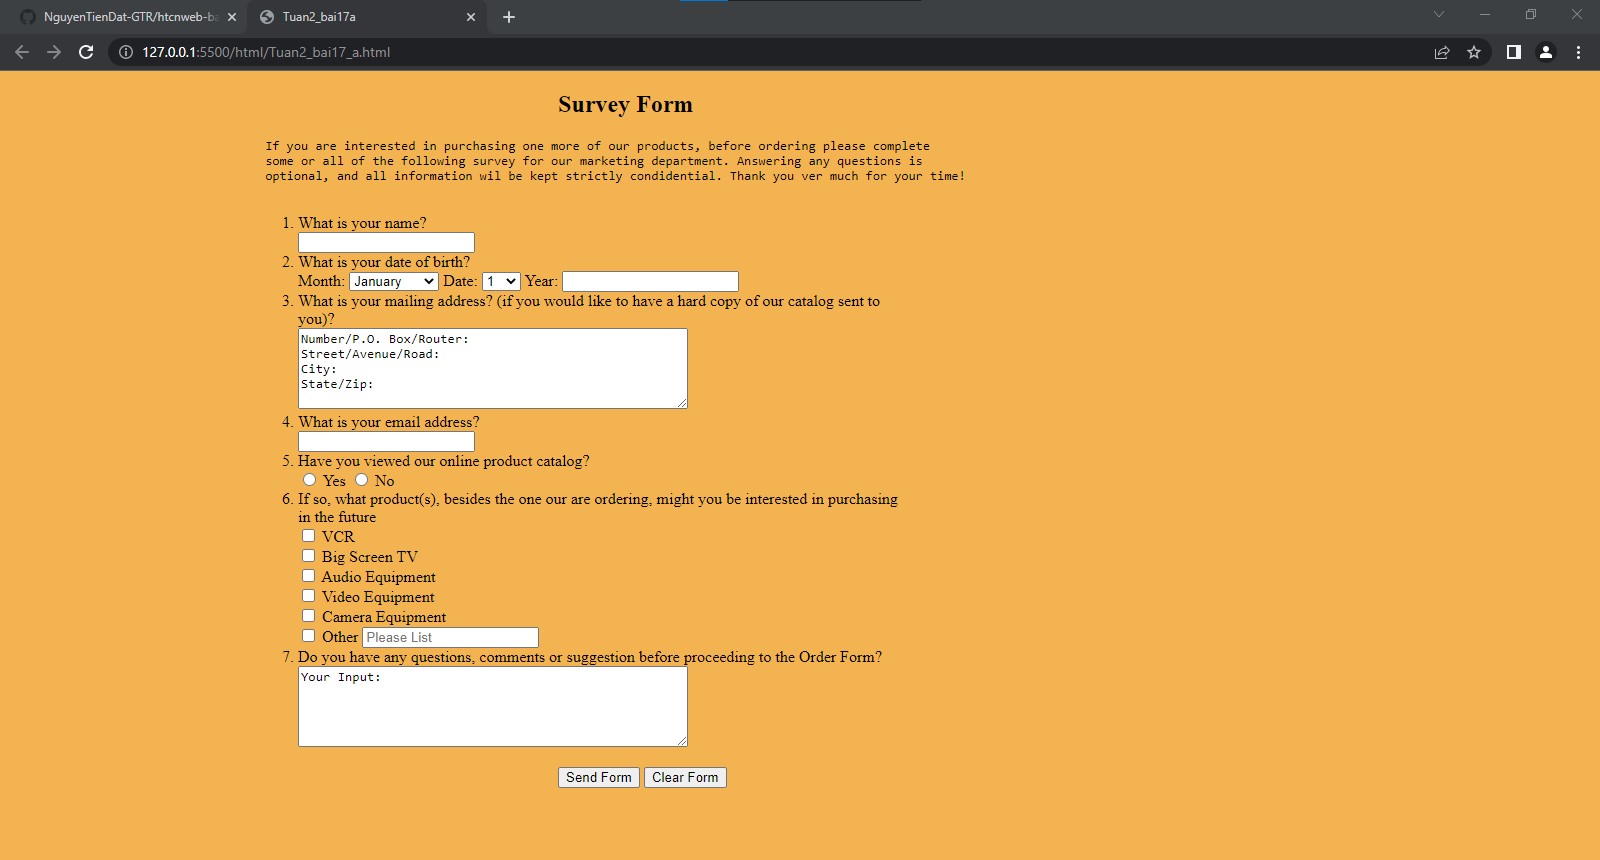 NguyenTienDat-GTR/htcnweb-ba
Tuan2_bai17a
127.0.0.1:5500/html/Tuan2_bai17_a.html
Survey Form
If you are interested in purchasing one more of our products, before ordering please complete
some or all of the following survey for our marketing department. Answering any questions is
optional, and all information wil be kept strictly condidential. Thank you ver much for your time!
1. What is your name?
2. What is your date of birth?
Month: January Date: 1 Year:
3. What is your mailing address? (if you would like to have a hard copy of our catalog sent to
you)?
Number/P.O. Box/Router:
Street/Avenue/Road:
City:
State/Zip:
4. What is your email address?
5. Have you viewed our online product catalog?
Yes No
6. If so, what product(s), besides the one our are ordering, might you be interested in purchasing
in the future
VCR
Big Screen TV
Audio Equipment
Video Equipment
Camera Equipment
Other Please List
7. Do you have any questions, comments or suggestion before proceeding to the Order Form?
Your Input:
Send Form Clear Form